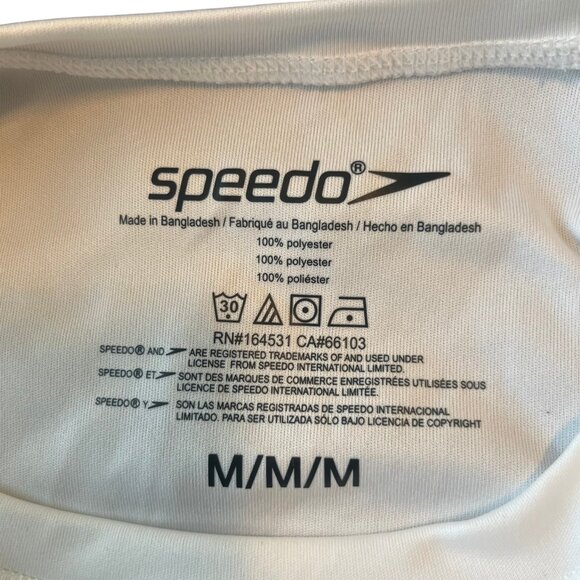 speedo®
Made in Bangladesh / Fabriqué au Bangladesh / Hecho en Bangladesh
100% polyester
100% polyester
100% poliéster
30
RN#164531 CA#66103
SPEEDO® AND ARE REGISTERED TRADEMARKS OF AND USED UNDER
LICENSE FROM SPEEDO INTERNATIONAL LIMITED.
SPEEDO® ET SONT DES MARQUES DE COMMERCE ENREGISTRÉES UTILISÉES SOUS
LICENCE DE SPEEDO INTERNATIONAL LIMITÉE.
SPEEDO® Y SON LAS MARCAS REGISTRADAS DE SPEEDO INTERNACIONAL
LIMITADO. PARA SER UTILIZADO SÓLO BAJO LICENCIA DE COPYRIGHT
M/M/M